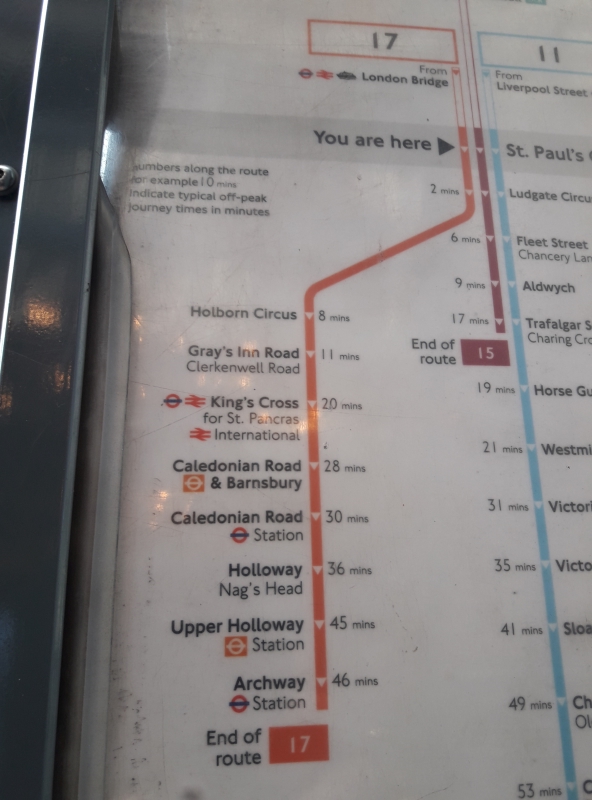 17
11
From
London Bridge
From
Liverpool Street
You are here
St. Paul's
numbers along the route
for example 10 mins
indicate typical off-peak
journey times in minutes
2 mins
Ludgate Circu
6 mins
Fleet Street
Chancery Lan
9 mins
Aldwych
17 mins
Trafalgar S
Charing Cro
End of
route
15
Holborn Circus 8 mins
Gray's Inn Road 11 mins
Clerkenwell Road
King's Cross 20 mins
for St. Pancras
International
Caledonian Road 28 mins
& Barnsbury
Caledonian Road 30 mins
Station
Holloway 36 mins
Nag's Head
Upper Holloway 45 mins
Station
Archway 46 mins
Station
End of
route
17
19 mins
Horse Gu
21 mins
Westmi
31 mins
Victori
35 mins
Victo
41 mins
Sloa
49 mins
Ch
Ol
53 mins